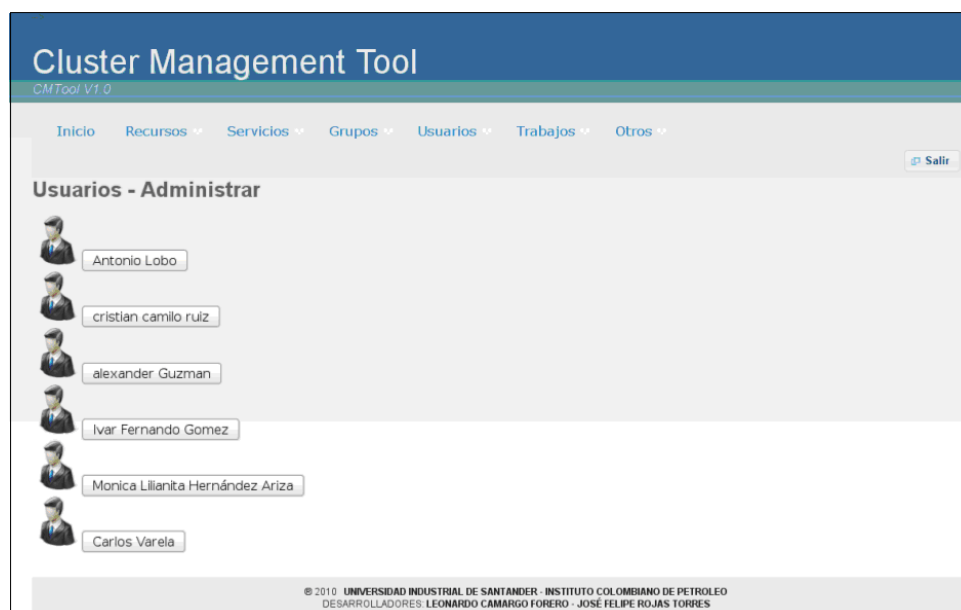 Cluster Management Tool
CMTool V1.0
Inicio Recursos Servicios Grupos Usuarios Trabajos Otros
Salir
Usuarios - Administrar
Antonio Lobo
cristian camilo ruiz
alexander Guzman
Ivar Fernando Gomez
Monica Lilianita Hernández Ariza
Carlos Varela
© 2010 UNIVERSIDAD INDUSTRIAL DE SANTANDER - INSTITUTO COLOMBIANO DE PETROLEO
DESARROLLADORES: LEONARDO CAMARGO FORERO - JOSÉ FELIPE ROJAS TORRES